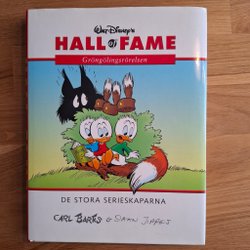 Walt Disney's
HALL of FAME
Gröngölingsrörelsen
DE STORA SERIESKAPARNA
CARL BARKS & DAAN JIPPES